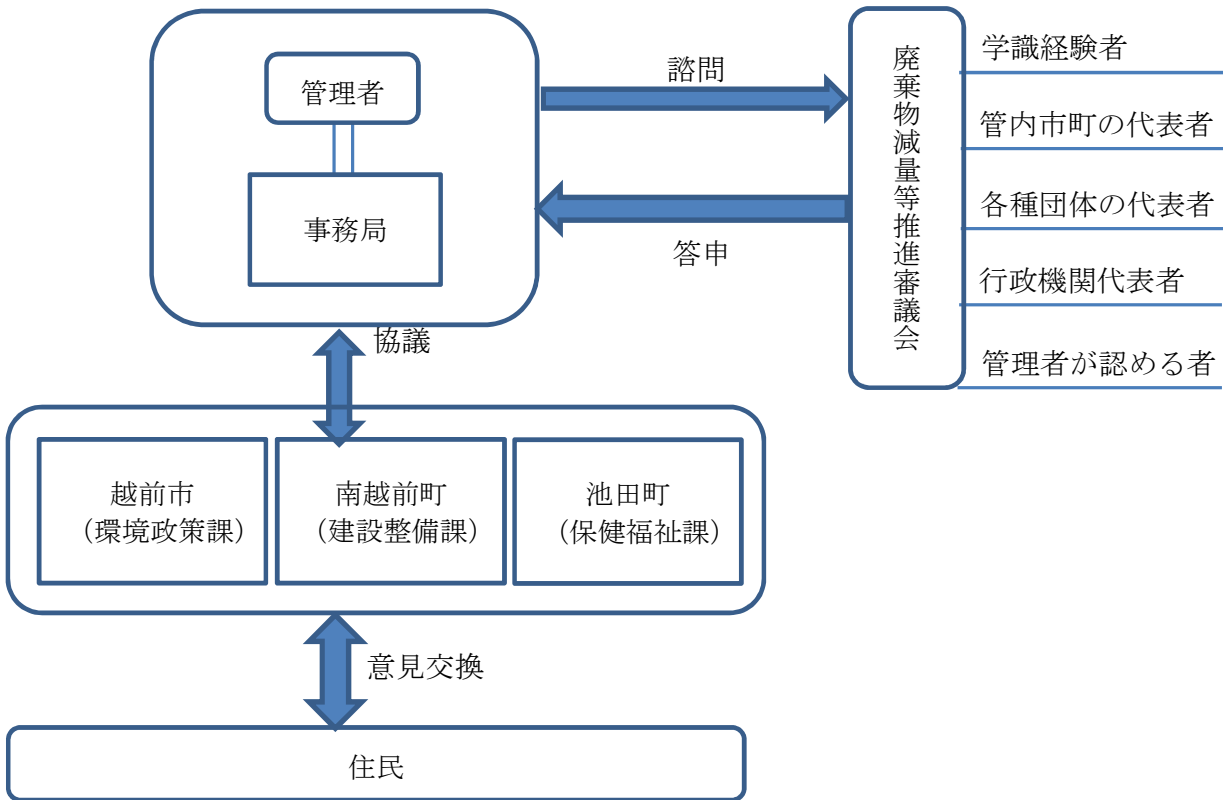 管理者
事務局
諮問
答申
廃棄物減量等推進審議会
学識経験者
管内市町の代表者
各種団体の代表者
行政機関代表者
管理者が認める者
協議
越前市
（環境政策課）
南越前町
（建設整備課）
池田町
（保健福祉課）
意見交換
住民